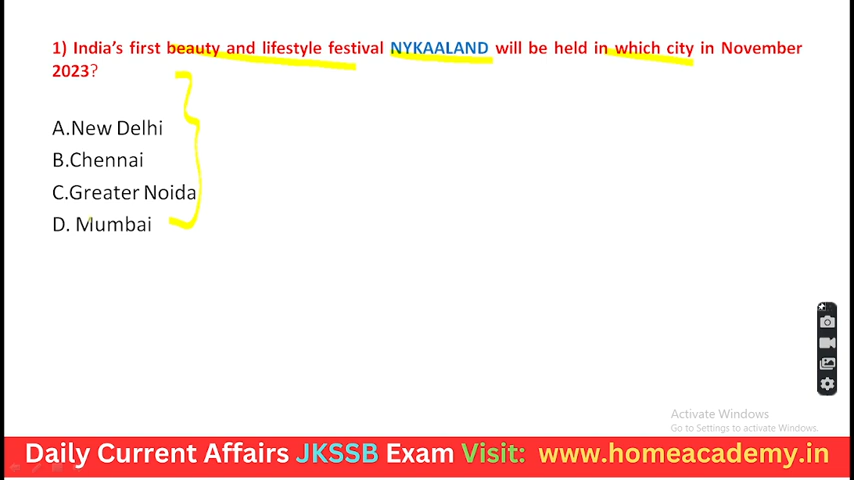 1) India's first beauty and lifestyle festival NYKAALAND will be held in which city in November
2023?
A.New Delhi
B.Chennai
C.Greater Noida
D. Mumbai
Activate Windows
Go to Settings to activate Windows.
Daily Current Affairs JKSSB Exam Visit: www.homeacademy.in